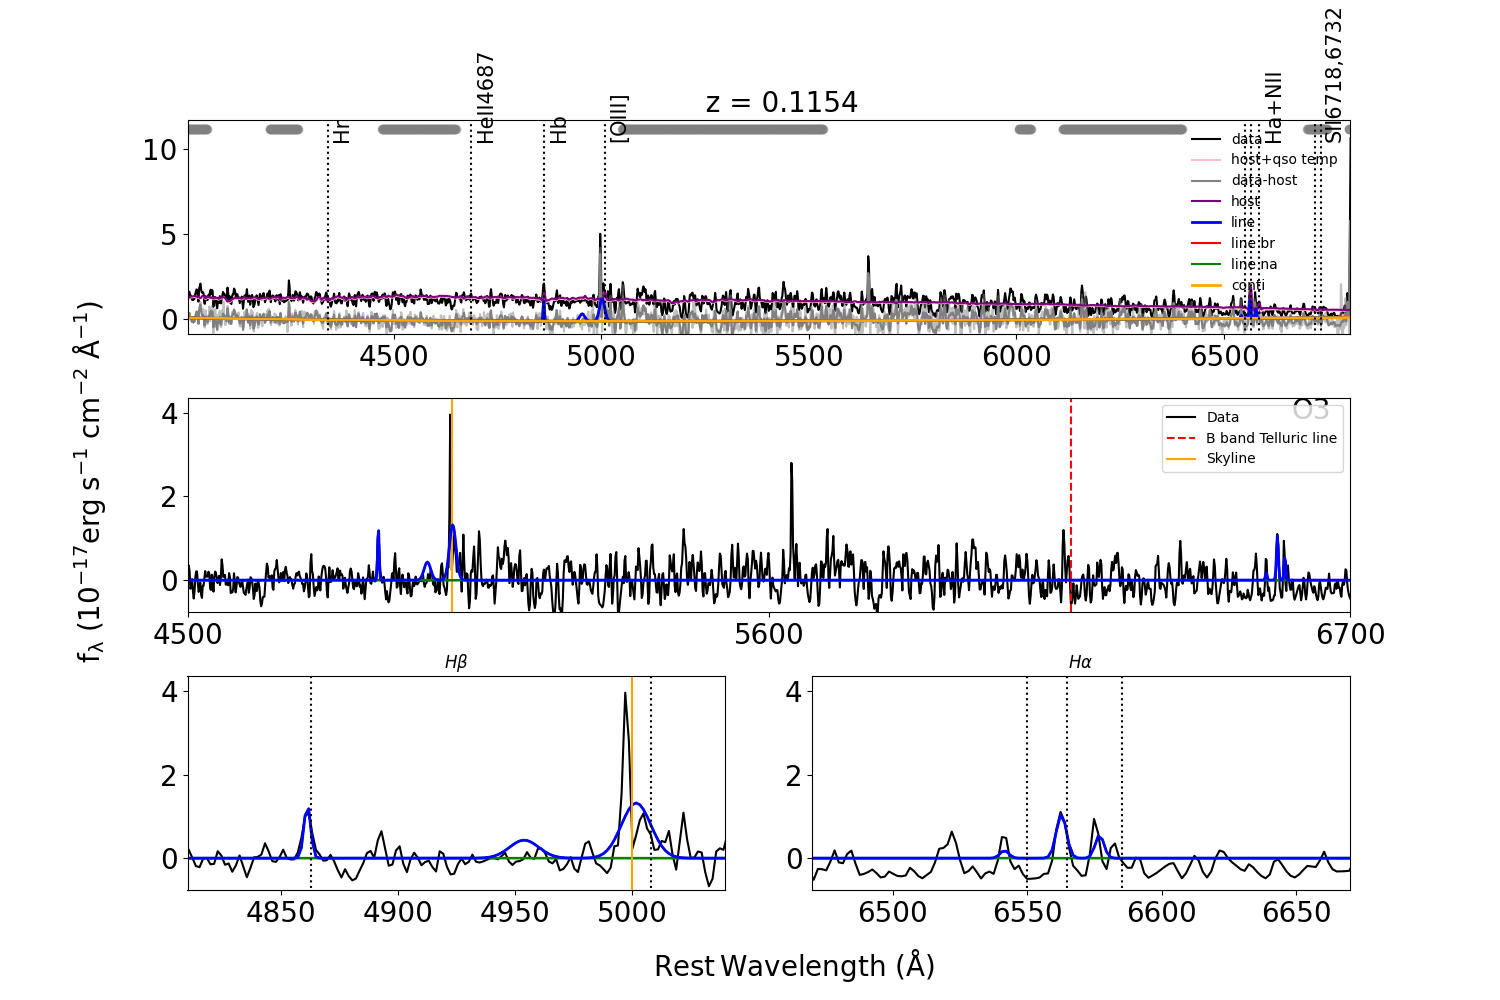 z = 0.1154
Hr
HeII4687
Hb
[OIII]
Ha+NII
SII6718,6732
data
host+qso temp
data-host
host
line
line br
line na
conti
10
5
0
4500
5000
5500
6000
6500
O3
Data
B band Telluric line
Skyline
4
2
0
4500
5600
6700
fλ (10⁻¹⁷erg s⁻¹ cm⁻² Å⁻¹)
Hβ
4
2
0
4850
4900
4950
5000
Hα
4
2
0
6500
6550
6600
6650
Rest Wavelength (Å)